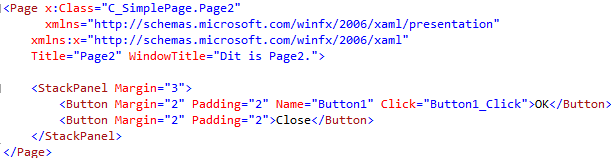 <Page x:Class="C_SimplePage.Page2"
xmlns="http://schemas.microsoft.com/winfx/2006/xaml/presentation"
xmlns:x="http://schemas.microsoft.com/winfx/2006/xaml"
Title="Page2" WindowTitle="Dit is Page2.">
<StackPanel Margin="3">
<Button Margin="2" Padding="2" Name="Button1" Click="Button1_Click">OK</Button>
<Button Margin="2" Padding="2">Close</Button>
</StackPanel>
</Page>